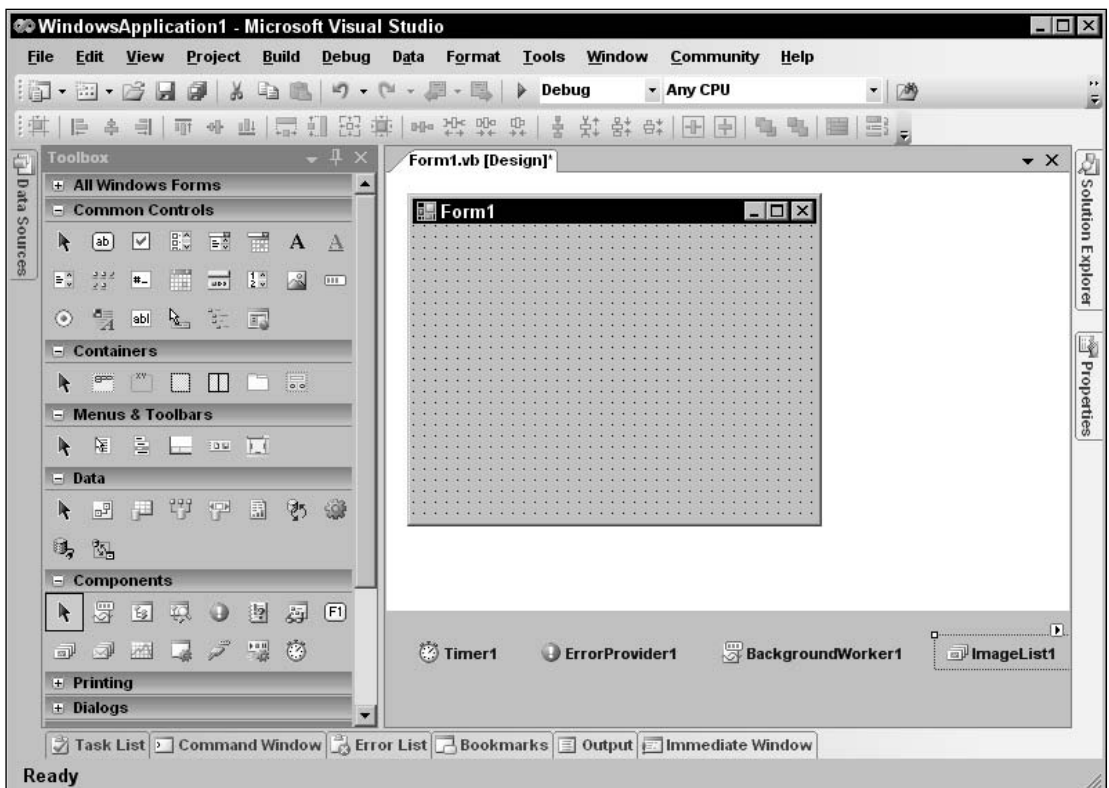 WindowsApplication1 - Microsoft Visual Studio
File Edit View Project Build Debug Data Format Tools Window Community Help
Debug Any CPU
Toolbox
All Windows Forms
Common Controls
Containers
Menus & Toolbars
Data
Components
F1
Printing
Dialogs
Data Sources
Form1.vb [Design]*
Form1
Timer1 ErrorProvider1 BackgroundWorker1 ImageList1
Solution Explorer
Properties
Task List Command Window Error List Bookmarks Output Immediate Window
Ready